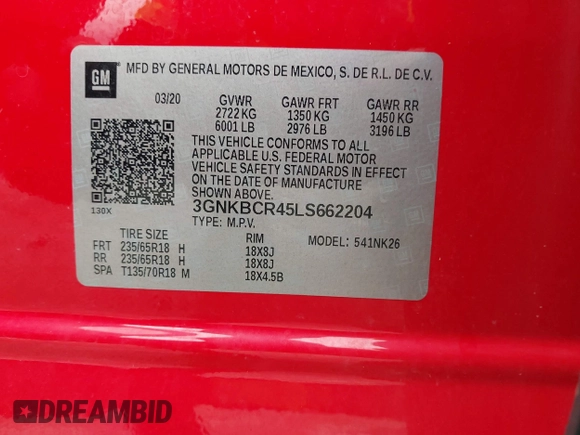 GM
MFD BY GENERAL MOTORS DE MEXICO, S. DE R.L. DE C.V.
03/20 GVWR GAWR FRT GAWR RR
2722 KG 1350 KG 1450 KG
6001 LB 2976 LB 3196 LB
THIS VEHICLE CONFORMS TO ALL
APPLICABLE U.S. FEDERAL MOTOR
VEHICLE SAFETY STANDARDS IN EFFECT
ON THE DATE OF MANUFACTURE
SHOWN ABOVE.
130X 3GNKBCR45LS662204
TYPE: M.P.V.
TIRE SIZE RIM MODEL: 541NK26
FRT 235/65R18 H 18X8J
RR 235/65R18 H 18X8J
SPA T135/70R18 M 18X4.5B
DREAMBID